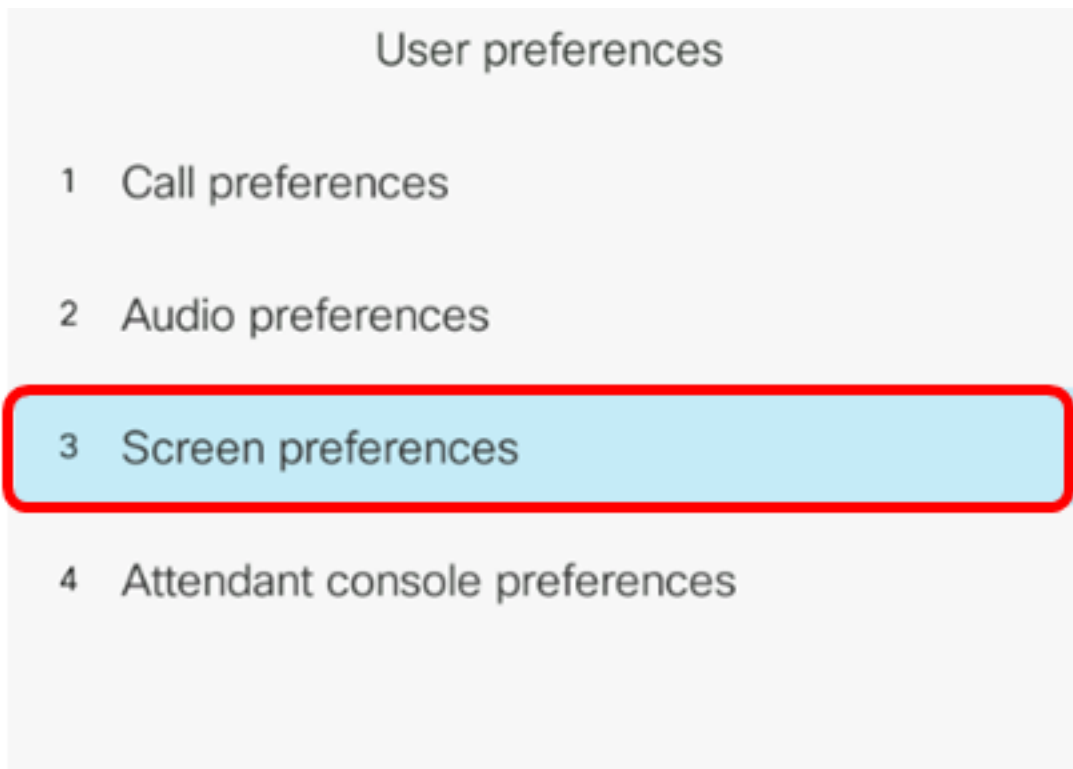 User preferences
1 Call preferences
2 Audio preferences
3 Screen preferences
4 Attendant console preferences